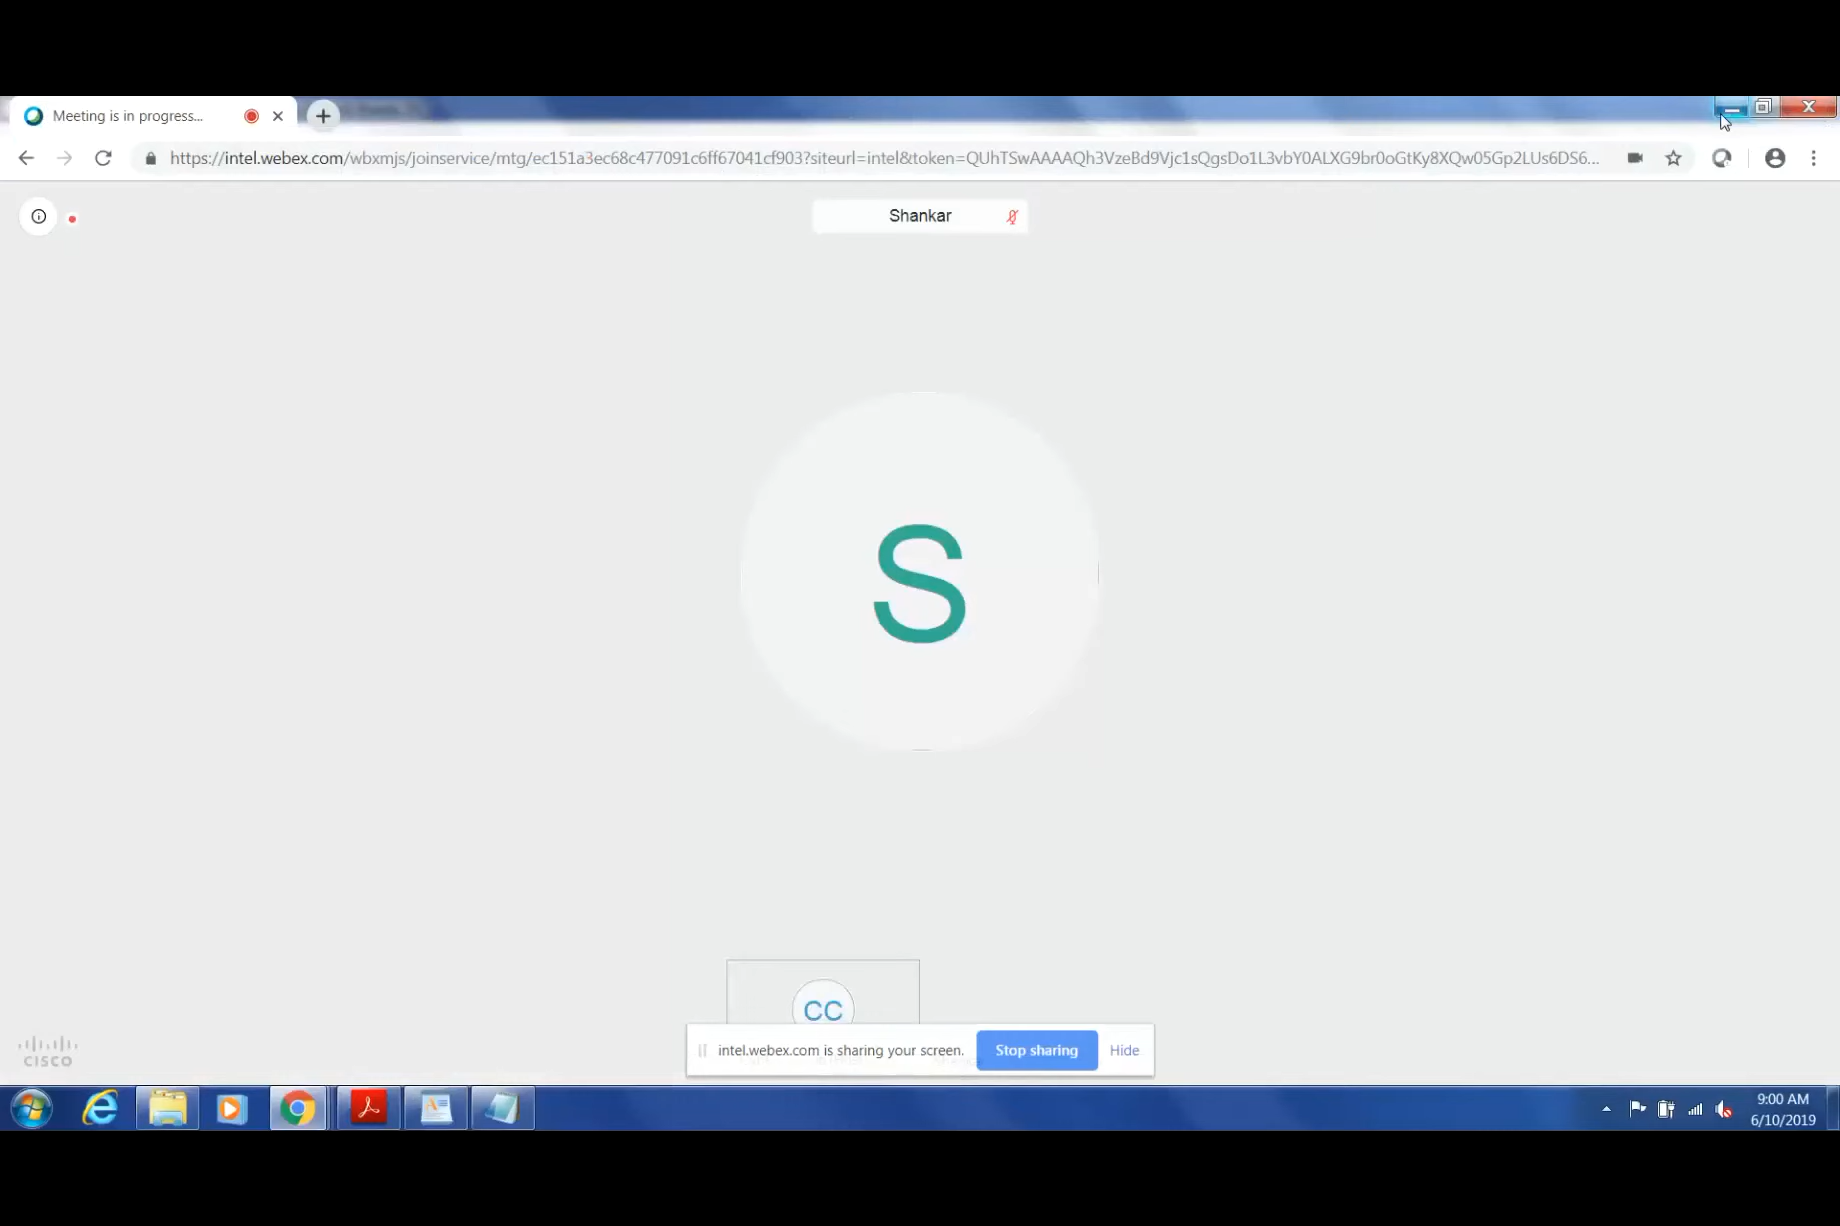 Meeting is in progress...
https://intel.webex.com/wbxmjs/joinservice/mtg/ec151a3ec68c477091c6ff67041cf903?siteurl=intel&token=QUhTSwAAAAQh3VzeBd9Vjc1sQgsDo1L3vbY0ALXG9br0oGtKy8XQw05Gp2LUs6DS6...
Shankar
S
CC
intel.webex.com is sharing your screen.
Stop sharing
Hide
CISCO
9:00 AM
6/10/2019